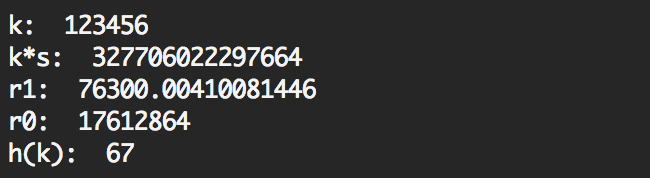 k:  123456
k*s:  327706022297664
r1:  76300.00410081446
r0:  17612864
h(k):  67